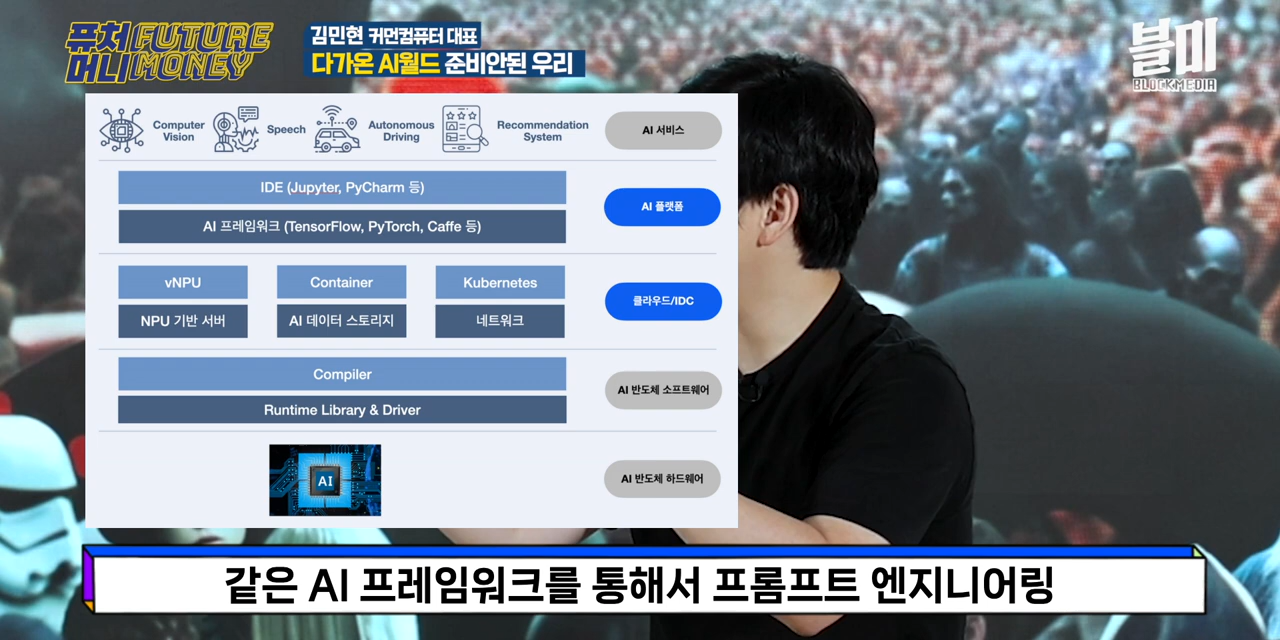 퓨처 FUTURE
머니 MONEY
김민현 커먼컴퓨터 대표
다가온 AI월드 준비안된 우리
블미
BLOCKMEDIA
Computer
Vision
Speech
Autonomous
Driving
Recommendation
System
AI 서비스
IDE (Jupyter, PyCharm 등)
AI 프레임워크 (TensorFlow, PyTorch, Caffe 등)
AI 플랫폼
vNPU
Container
Kubernetes
NPU 기반 서버
AI 데이터 스토리지
네트워크
클라우드/IDC
Compiler
Runtime Library & Driver
AI 반도체 소프트웨어
AI
AI 반도체 하드웨어
같은 AI 프레임워크를 통해서 프롬프트 엔지니어링